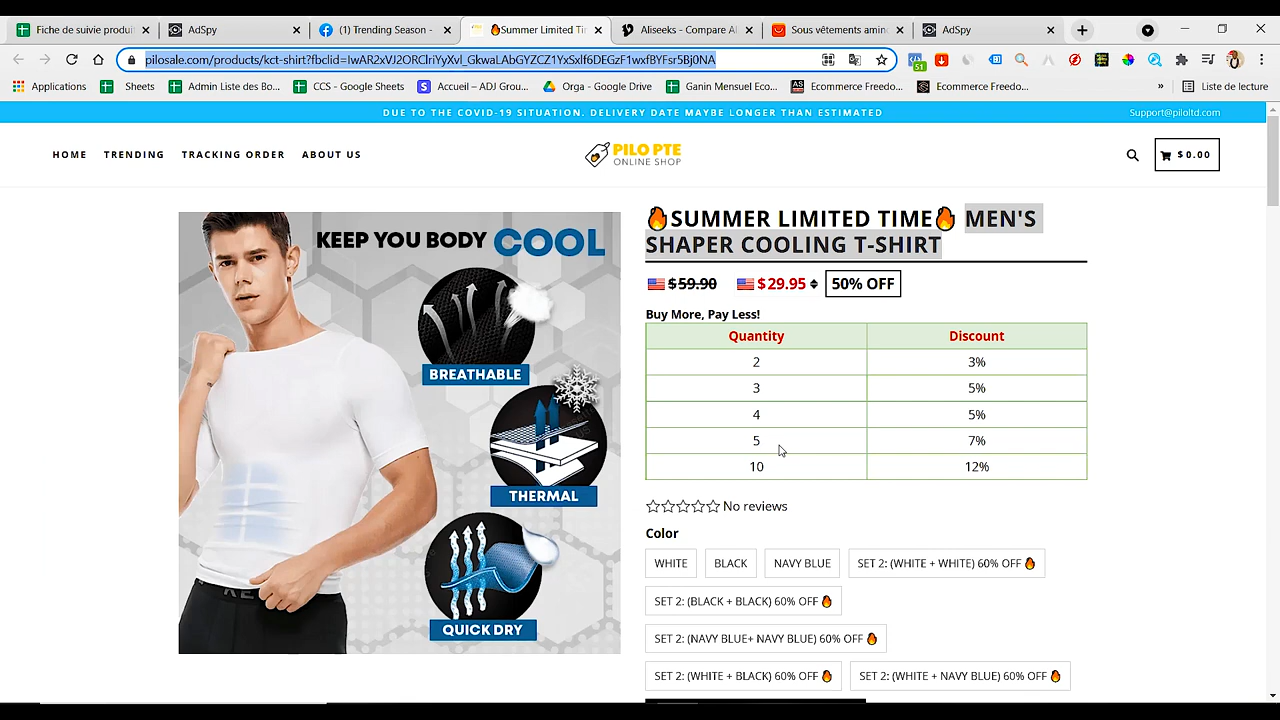 Fiche detuivie produi
AdSpy
(1) Trending Season -
🔥Summer Limited Tim
Aliseeks - Compare Al
Sous vêtements amin
AdSpy
pilosale.com/products/kct-shirt?fbclid=
51
Applications
Sheets
Admin Liste des Bo...
CCS - Google Sheets
Accueil – ADJ Grou...
Orga - Google Drive
Ganin Mensuel Eco...
Ecommerce Freedo...
Ecommerce Freedo...
»
Liste de lecture
DUE TO THE COVID-19 SITUATION. DELIVERY DATE MAYBE LONGER THAN ESTIMATED
Support@piloltd.com
HOME
TRENDING
TRACKING ORDER
ABOUT US
PILO PTE
ONLINE SHOP
$0.00
KEEP YOU BODY COOL
BREATHABLE
THERMAL
QUICK DRY
🔥SUMMER LIMITED TIME🔥 MEN'S
SHAPER COOLING T-SHIRT
$59.90 $29.95 50% OFF
Buy More, Pay Less!
Quantity Discount
2 3%
3 5%
4 5%
5 7%
10 12%
No reviews
Color
WHITE
BLACK
NAVY BLUE
SET 2: (WHITE + WHITE) 60% OFF 🔥
SET 2: (BLACK + BLACK) 60% OFF 🔥
SET 2: (NAVY BLUE+ NAVY BLUE) 60% OFF 🔥
SET 2: (WHITE + BLACK) 60% OFF 🔥
SET 2: (WHITE + NAVY BLUE) 60% OFF 🔥